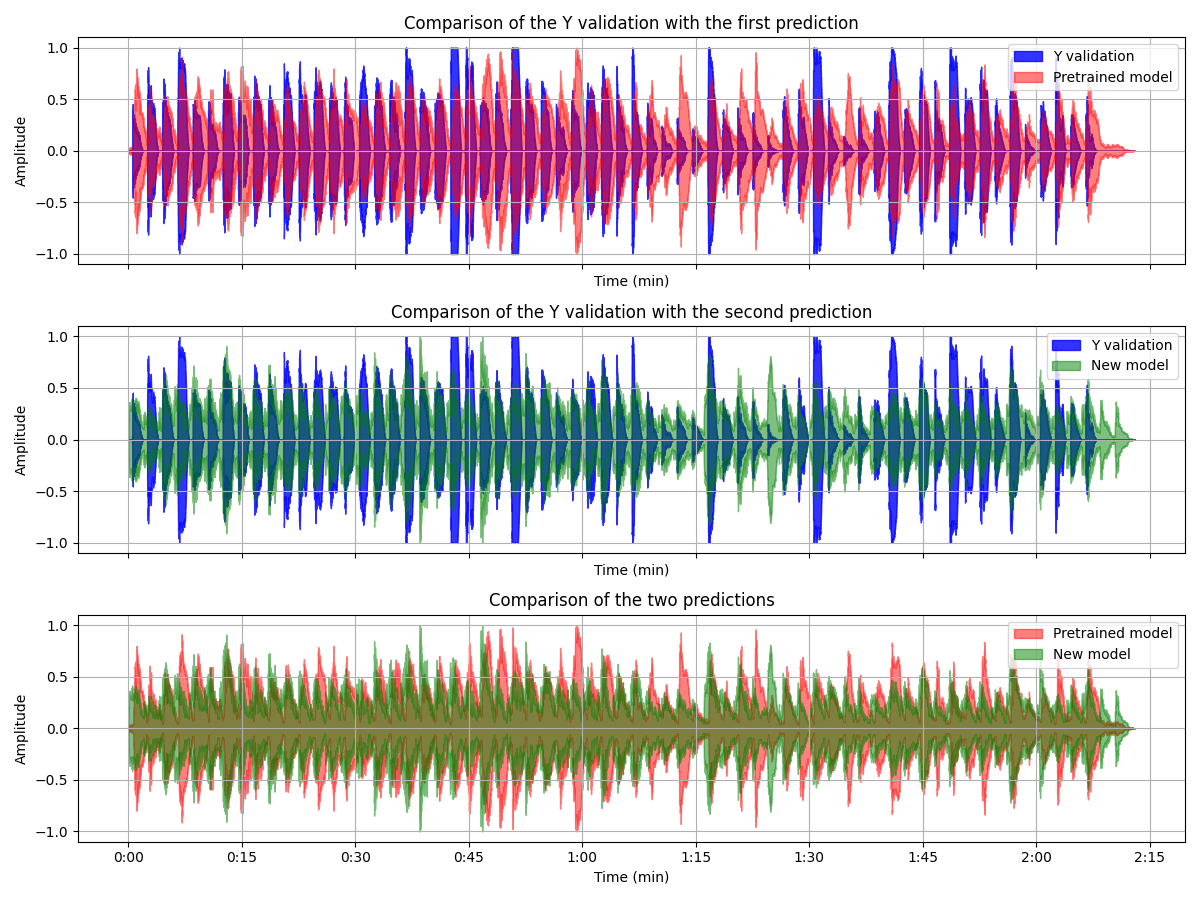 Comparison of the Y validation with the first prediction
Amplitude
1.0
0.5
0.0
−0.5
−1.0
Y validation
Pretrained model
Time (min)
Comparison of the Y validation with the second prediction
Amplitude
1.0
0.5
0.0
−0.5
−1.0
Y validation
New model
Time (min)
Comparison of the two predictions
Amplitude
1.0
0.5
0.0
−0.5
−1.0
Pretrained model
New model
0:00 0:15 0:30 0:45 1:00 1:15 1:30 1:45 2:00 2:15
Time (min)